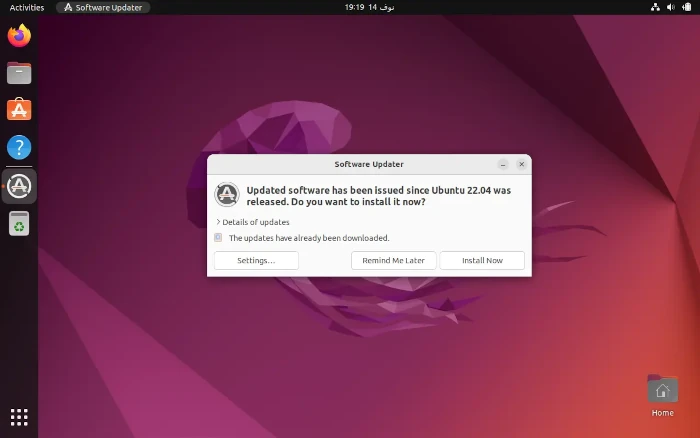 Activities
Software Updater
19:19 14 نوف
Software Updater
Updated software has been issued since Ubuntu 22.04 was
released. Do you want to install it now?
Details of updates
The updates have already been downloaded.
Settings...
Remind Me Later
Install Now
Home